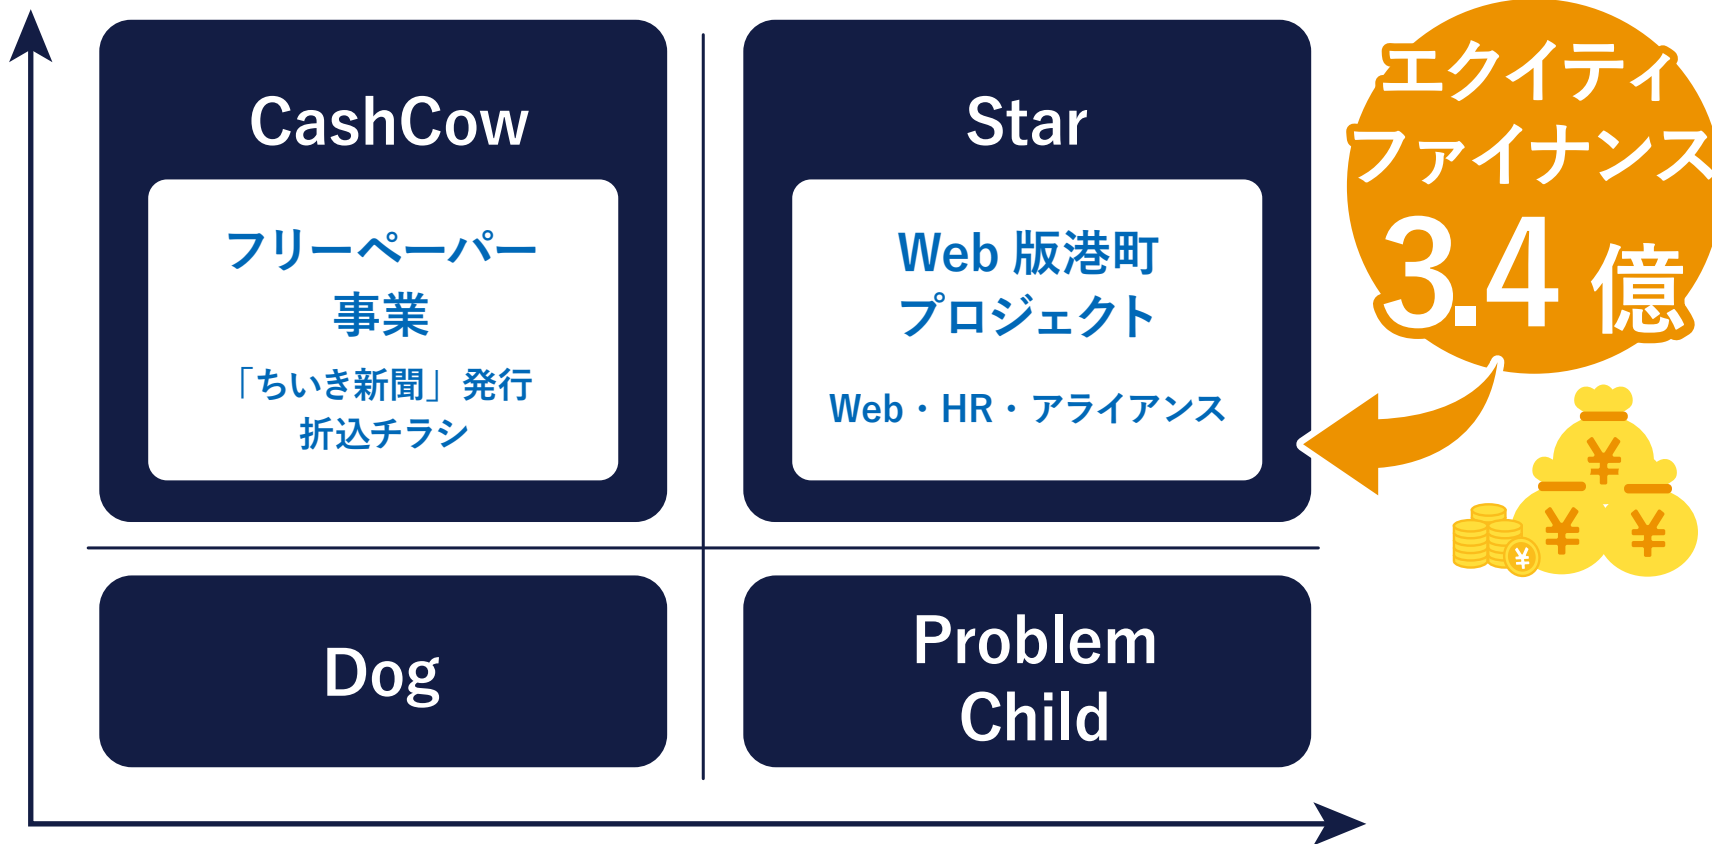 CashCow
フリーペーパー
事業
「ちいき新聞」発行
折込チラシ
Star
Web 版港町
プロジェクト
Web・HR・アライアンス
エクイティ
ファイナンス
3.4 億
¥
¥
¥
¥
Dog
Problem
Child